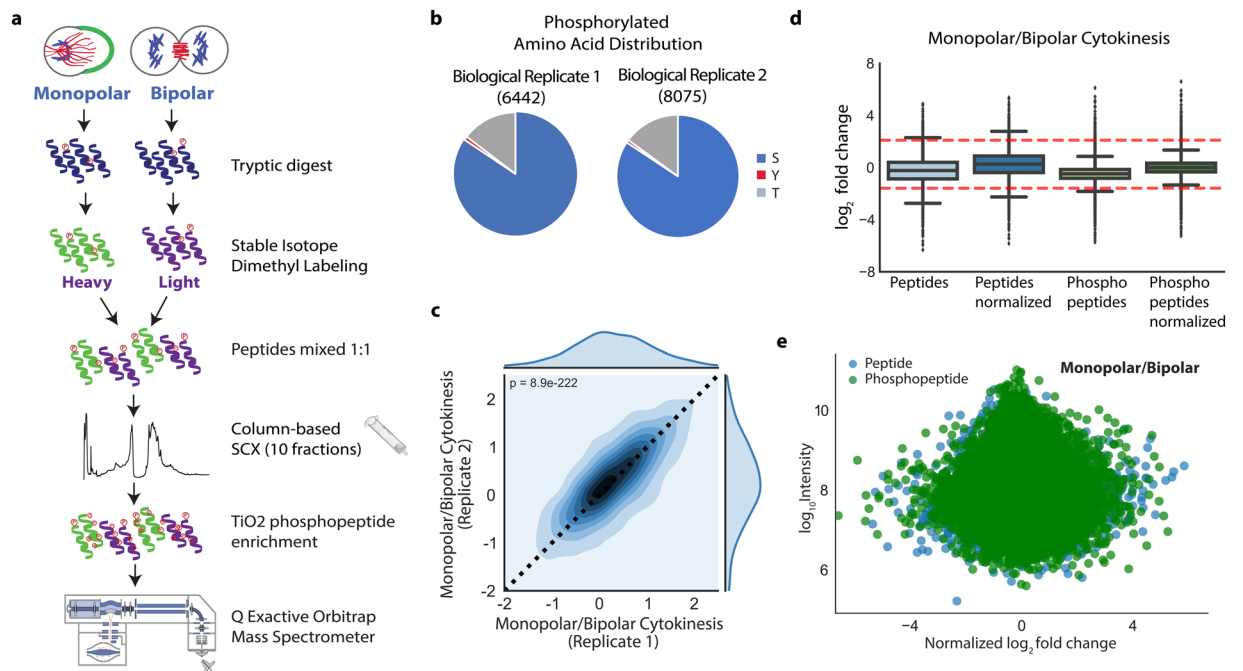 a
Monopolar Bipolar
Tryptic digest
Stable Isotope
Dimethyl Labeling
Heavy Light
Peptides mixed 1:1
Column-based
SCX (10 fractions)
TiO2 phosphopeptide
enrichment
Q Exactive Orbitrap
Mass Spectrometer
b
Phosphorylated
Amino Acid Distribution
Biological Replicate 1
(6442)
Biological Replicate 2
(8075)
S
Y
T
c
p = 8.9e-222
Monopolar/Bipolar Cytokinesis
(Replicate 2)
2
1
0
-1
-2
-2 -1 0 1 2
Monopolar/Bipolar Cytokinesis
(Replicate 1)
d
Monopolar/Bipolar Cytokinesis
log2 fold change
8
4
0
−4
−8
Peptides
Peptides
normalized
Phospho
peptides
Phospho
peptides
normalized
e
Peptide
Phosphopeptide
Monopolar/Bipolar
log10Intensity
10
8
6
−4 0 4
Normalized log2 fold change